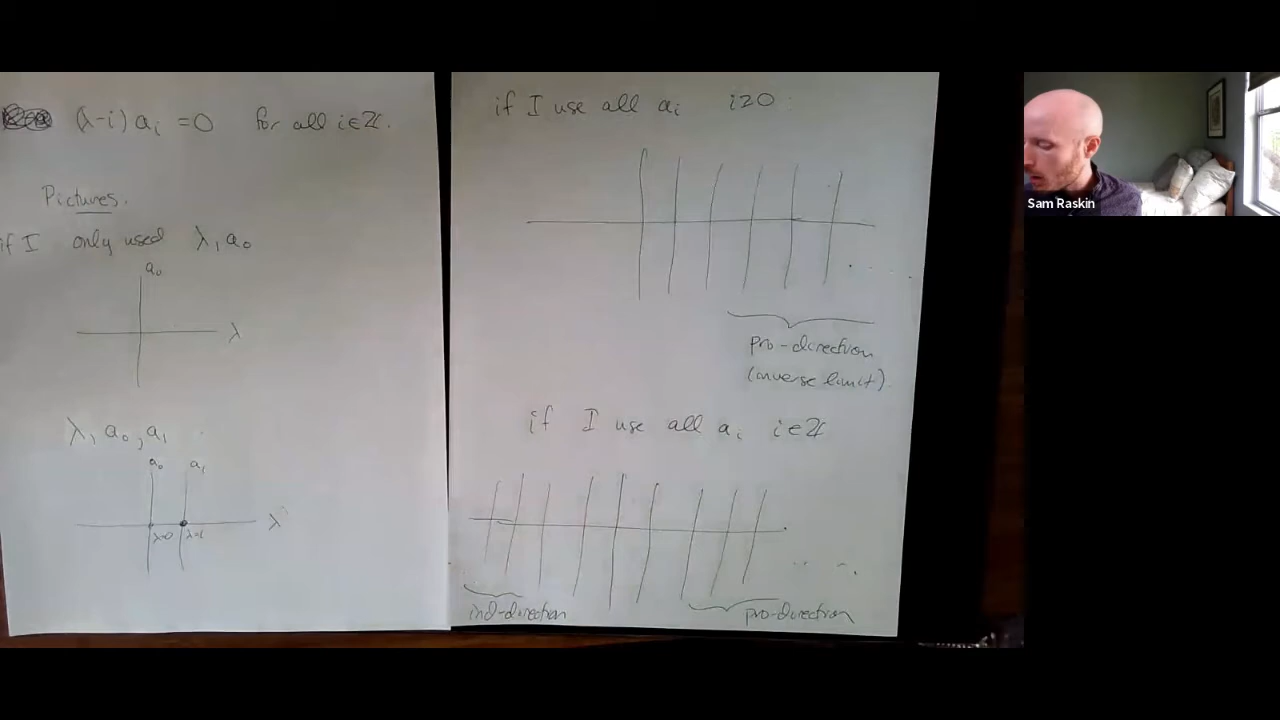 (λ-i) aᵢ = 0 for all i∈ℤ.
Pictures.
if I only used λ, a₀
a₀
λ
λ, a₀, a₁
a₀ a₁
λ
λ=0 λ=1
if I use all aᵢ i≥0:
pro-direction
(inverse limit)
if I use all aᵢ i∈ℤ
ind-direction pro-direction
Sam Raskin